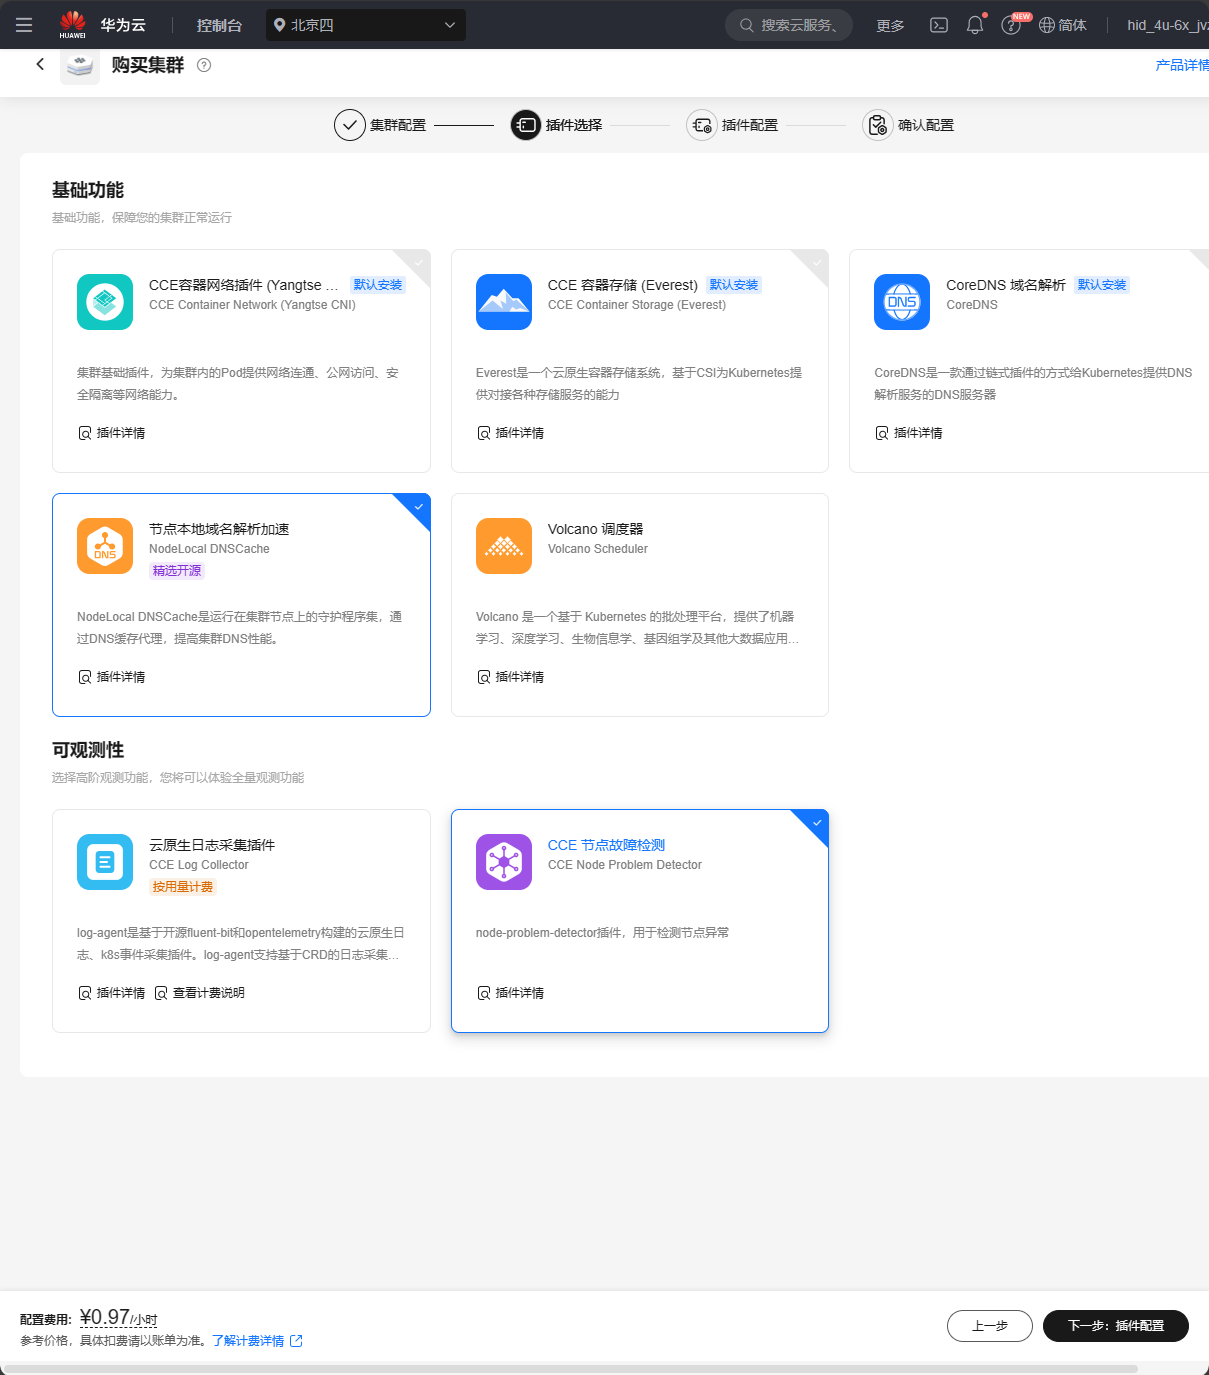 HUAWEI
华为云
控制台
北京四
搜索云服务、
更多
NEW
简体
hid_4u-6x_jv
购买集群
产品详情
集群配置
插件选择
插件配置
确认配置
基础功能
基础功能，保障您的集群正常运行
CCE容器网络插件 (Yangtse ... 默认安装
CCE Container Network (Yangtse CNI)
集群基础插件，为集群内的Pod提供网络连通、公网访问、安
全隔离等网络能力。
插件详情
CCE 容器存储 (Everest) 默认安装
CCE Container Storage (Everest)
Everest是一个云原生容器存储系统，基于CSI为Kubernetes提
供对接各种存储服务的能力
插件详情
DNS
CoreDNS 域名解析 默认安装
CoreDNS
CoreDNS是一款通过链式插件的方式给Kubernetes提供DNS
解析服务的DNS服务器
插件详情
DNS
节点本地域名解析加速
NodeLocal DNSCache
精选开源
NodeLocal DNSCache是运行在集群节点上的守护程序集，通
过DNS缓存代理，提高集群DNS性能。
插件详情
Volcano 调度器
Volcano Scheduler
Volcano 是一个基于 Kubernetes 的批处理平台，提供了机器
学习、深度学习、生物信息学、基因组学及其他大数据应用...
插件详情
可观测性
选择高阶观测功能，您将可以体验全量观测功能
云原生日志采集插件
CCE Log Collector
按用量计费
log-agent是基于开源fluent-bit和opentelemetry构建的云原生日
志、k8s事件采集插件。log-agent支持基于CRD的日志采集...
插件详情 查看计费说明
CCE 节点故障检测
CCE Node Problem Detector
node-problem-detector插件，用于检测节点异常
插件详情
配置费用: ¥0.97/小时
参考价格，具体扣费请以账单为准。了解计费详情
上一步
下一步：插件配置